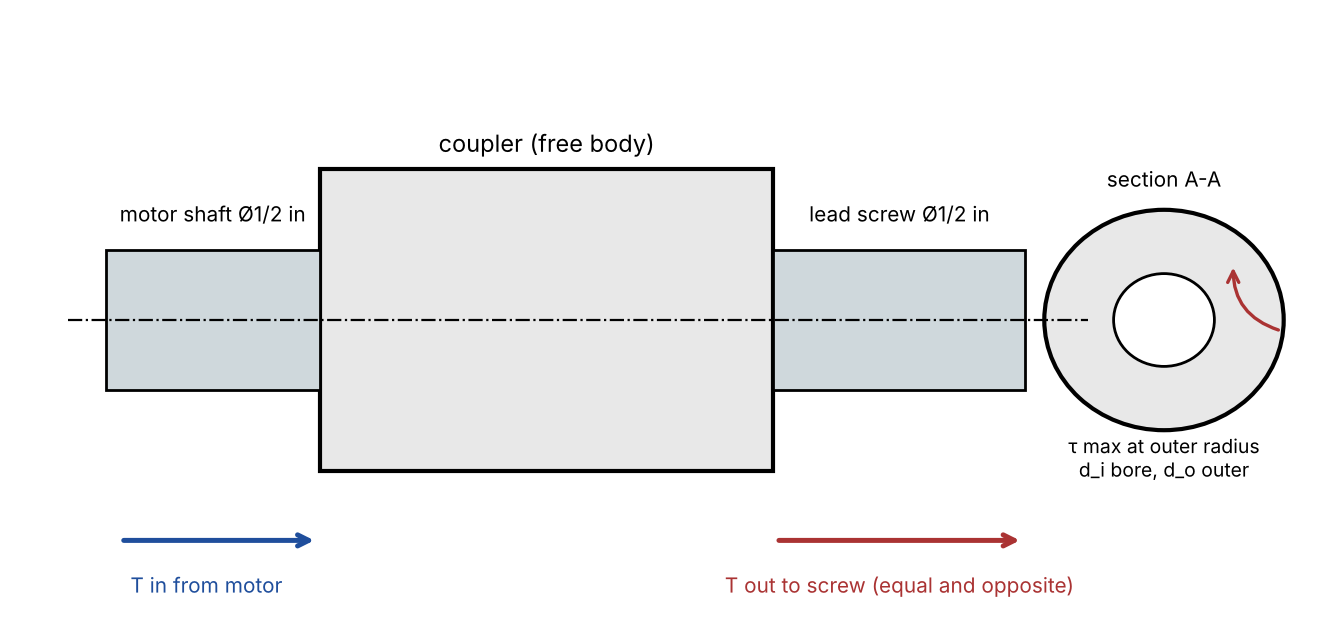 coupler (free body)
section A-A
motor shaft Ø1/2 in
lead screw Ø1/2 in
τ max at outer radius
d_i bore, d_o outer
T in from motor
T out to screw (equal and opposite)